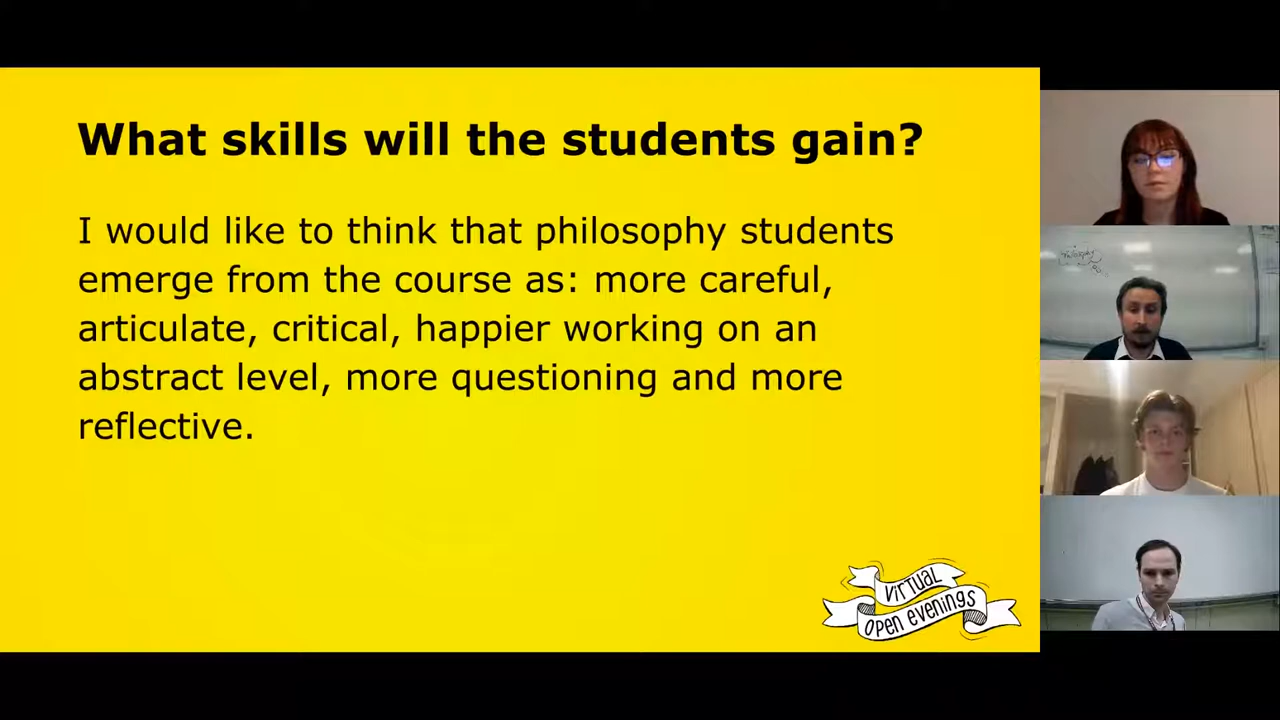 What skills will the students gain?
I would like to think that philosophy students
emerge from the course as: more careful,
articulate, critical, happier working on an
abstract level, more questioning and more
reflective.
VIRTUAL
OPEN EVENINGS
Philosophy